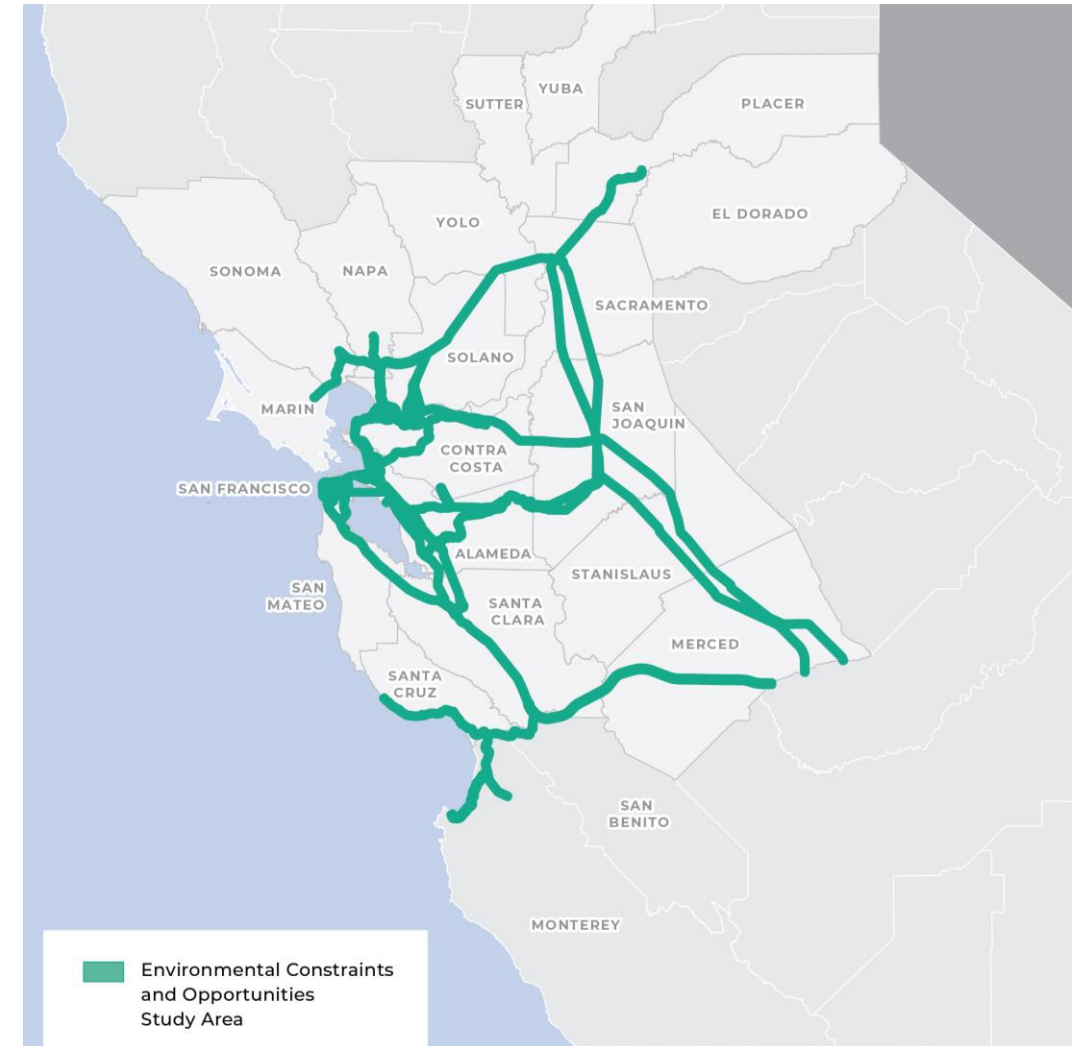 YUBA
SUTTER
PLACER
YOLO
EL DORADO
SONOMA
NAPA
SACRAMENTO
SOLANO
MARIN
SAN
JOAQUIN
CONTRA
COSTA
SAN FRANCISCO
ALAMEDA
STANISLAUS
SAN
MATEO
SANTA
CLARA
MERCED
SANTA
CRUZ
SAN
BENITO
MONTEREY
Environmental Constraints
and Opportunities
Study Area